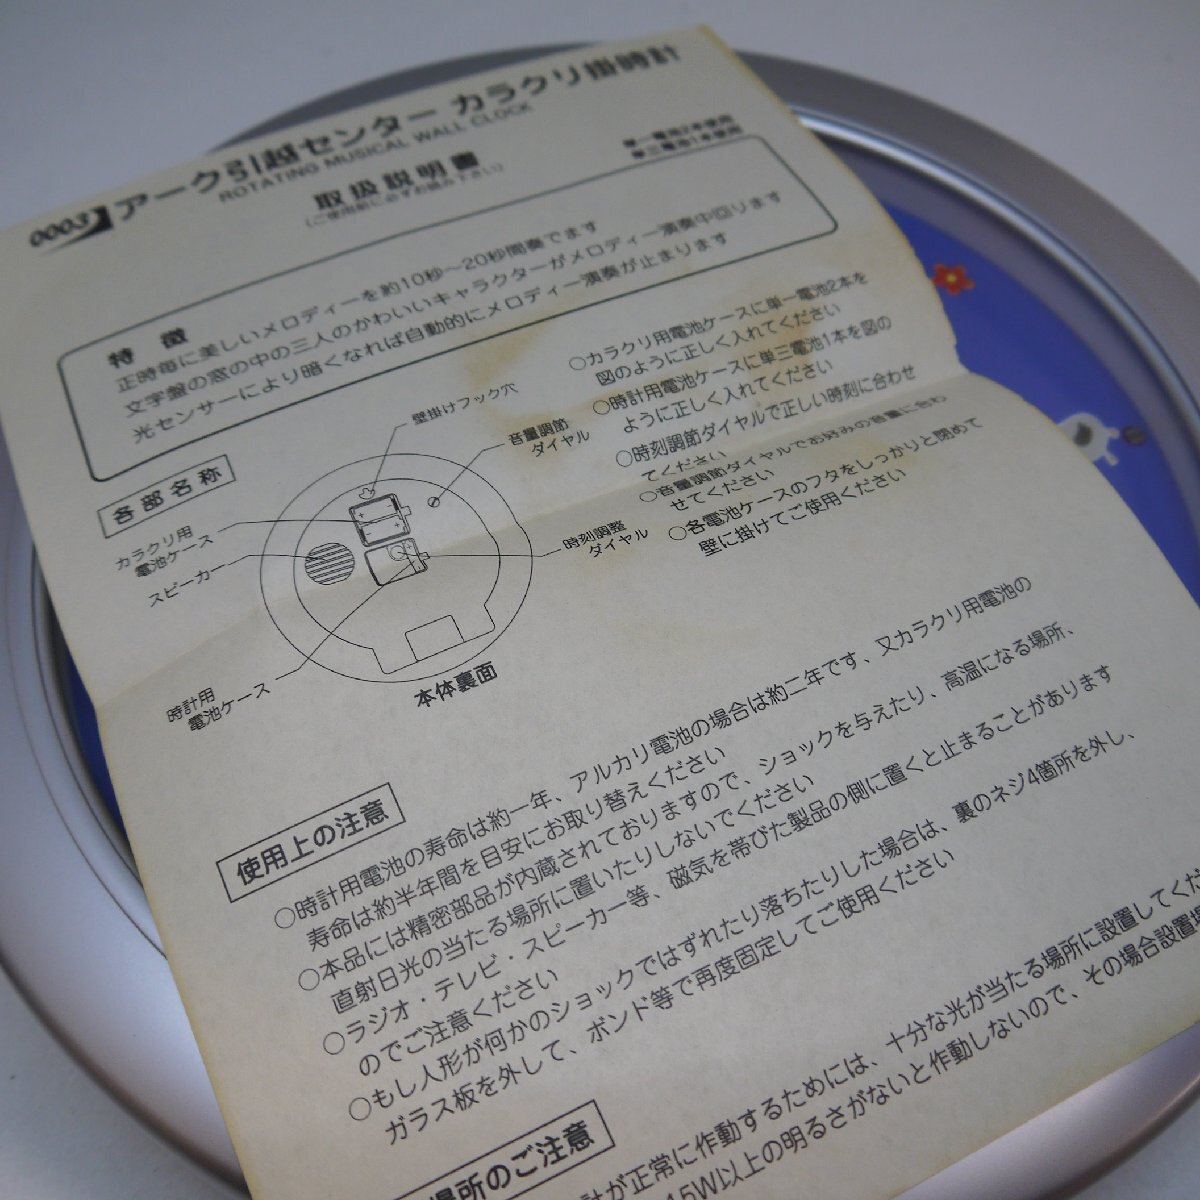 0003 アーク引越センター カラクリ掛時計
ROTATING MUSICAL WALL CLOCK
取扱説明書
(ご使用前に必ずお読み下さい)
単一電池2本使用
単三電池1本使用
特徴
正時毎に美しいメロディーを約10秒〜20秒間奏でます
文字盤の窓の中の三人のかわいいキャラクターがメロディー演奏中回ります
光センサーにより暗くなれば自動的にメロディー演奏が止まります
各部名称
壁掛けフック穴
音量調節
ダイヤル
カラクリ用
電池ケース
スピーカー
時刻調整
ダイヤル
時計用
電池ケース
本体裏面
○カラクリ用電池ケースに単一電池2本を
図のように正しく入れてください
○時計用電池ケースに単三電池1本を図の
ように正しく入れてください
○時刻調節ダイヤルで正しい時刻に合わせ
てください
○音量調節ダイヤルでお好みの音量に合わ
せてください
○各電池ケースのフタをしっかりと閉めて
壁に掛けてご使用ください
使用上の注意
○時計用電池の寿命は約一年、アルカリ電池の場合は約二年です、又カラクリ用電池の
寿命は約半年間を目安にお取り替えください
○本品には精密部品が内蔵されておりますので、ショックを与えたり、高温になる場所、
直射日光の当たる場所に置いたりしないでください
○ラジオ・テレビ・スピーカー等、磁気を帯びた製品の側に置くと止まることがあります
のでご注意ください
○もし人形が何かのショックではずれたり落ちたりした場合は、裏のネジ4箇所を外し、
ガラス板を外して、ボンド等で再度固定してご使用ください
場所のご注意
計が正常に作動するためには、十分な光が当たる場所に設置してくだ
15W以上の明るさがないと作動しないので、その場合設置場